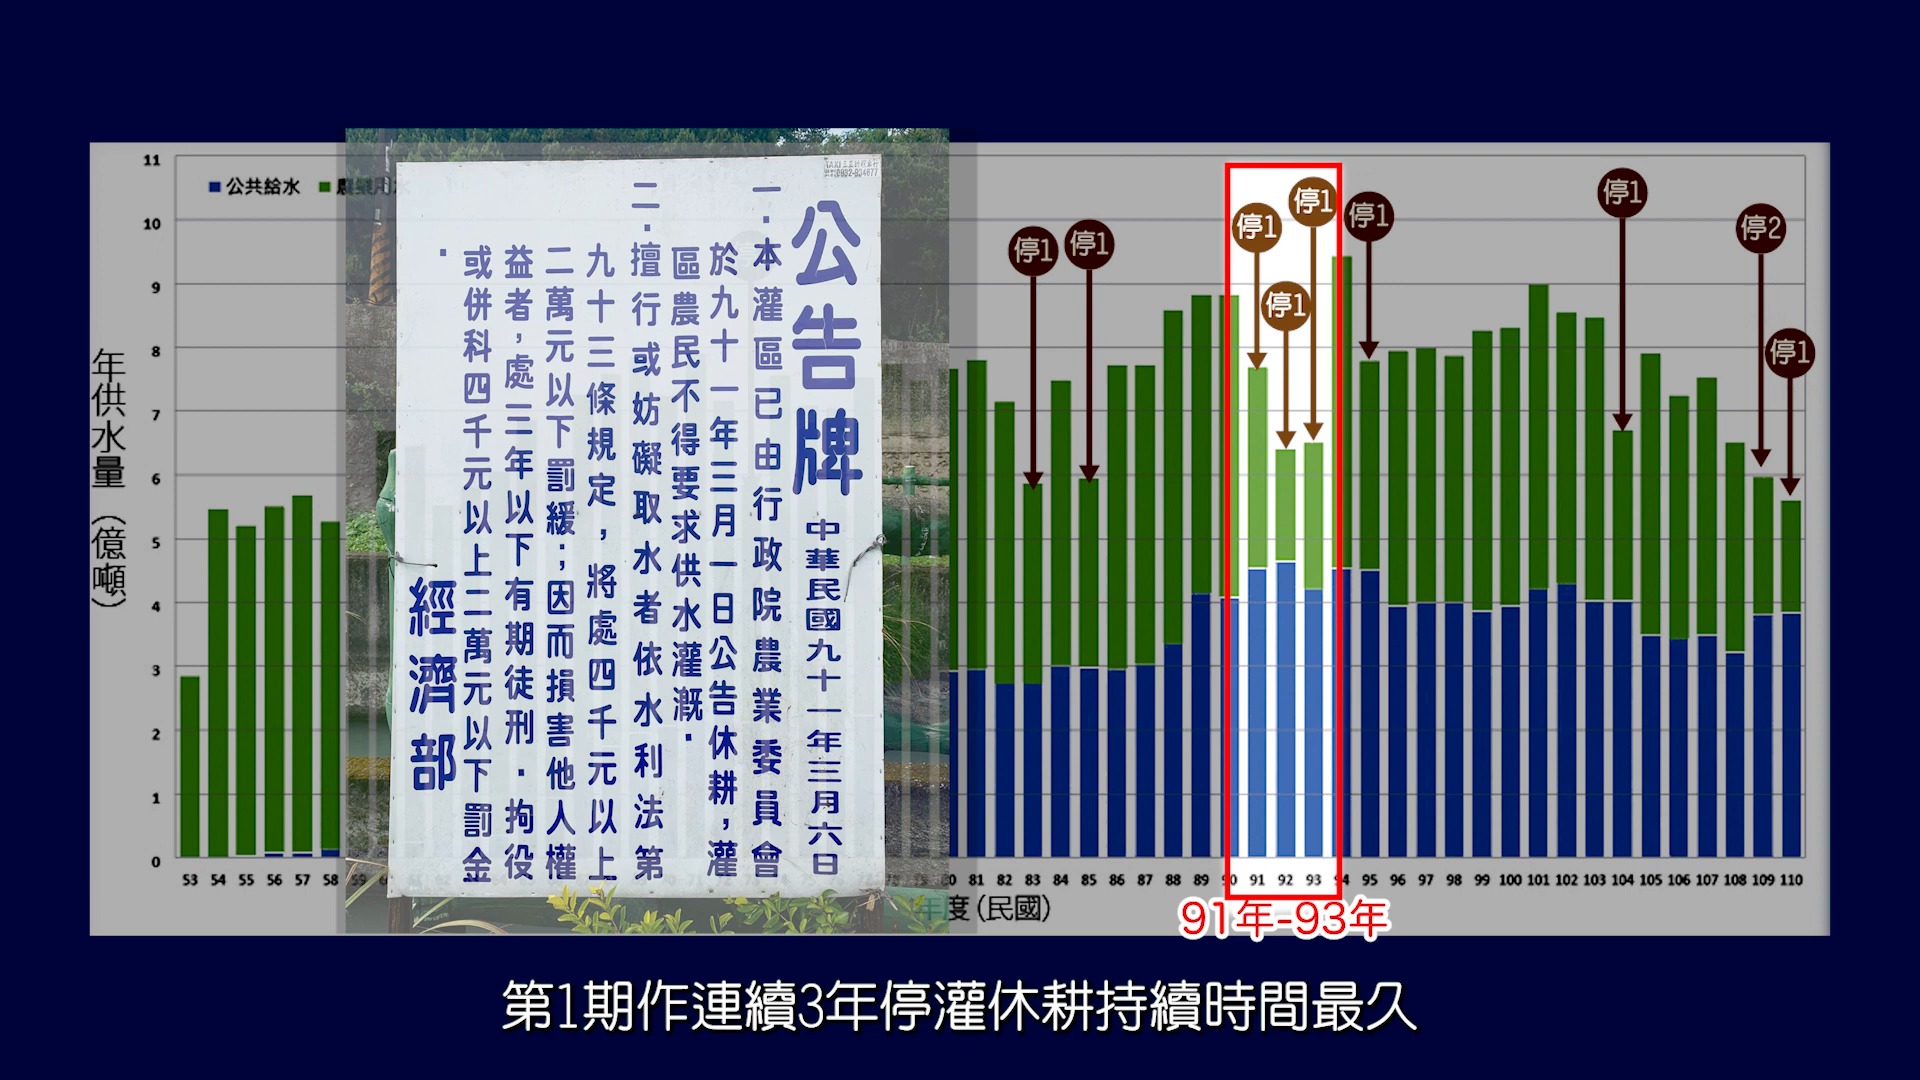 公共給水
農業用水
年供水量（億噸）
11
10
9
8
7
6
5
4
3
2
1
0
停1
停1
停1
停1
停1
停1
停1
停2
停1
公告牌 中華民國九十一年三月六日
一．本灌區已由行政院農業委員會
於九十一年三月一日公告休耕，灌
區農民不得要求供水灌溉．
二．擅行或妨礙取水者依水利法第
九十三條規定，將處四千元以上
二萬元以下罰緩；因而損害他人權
益者，處三年以下有期徒刑．拘役
或併科四千元以上二萬元以下罰金
．
經濟部
53 54 55 56 57 58 59
81 82 83 84 85 86 87 88 89 90 91 92 93 94 95 96 97 98 99 100 101 102 103 104 105 106 107 108 109 110
年度(民國)
91年-93年
第1期作連續3年停灌休耕持續時間最久